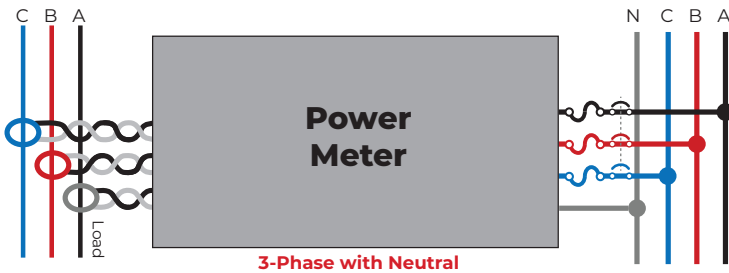 C B A
N C B A
Power
Meter
Load
3-Phase with Neutral